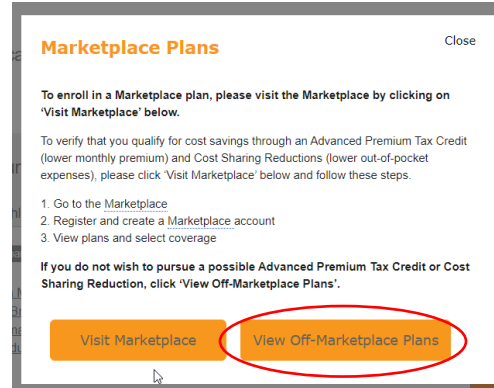 Close
Marketplace Plans
To enroll in a Marketplace plan, please visit the Marketplace by clicking on
'Visit Marketplace' below.
To verify that you qualify for cost savings through an Advanced Premium Tax Credit
(lower monthly premium) and Cost Sharing Reductions (lower out-of-pocket
expenses), please click 'Visit Marketplace' below and follow these steps.
1. Go to the Marketplace
2. Register and create a Marketplace account
3. View plans and select coverage
If you do not wish to pursue a possible Advanced Premium Tax Credit or Cost
Sharing Reduction, click 'View Off-Marketplace Plans'.
Visit Marketplace
View Off-Marketplace Plans